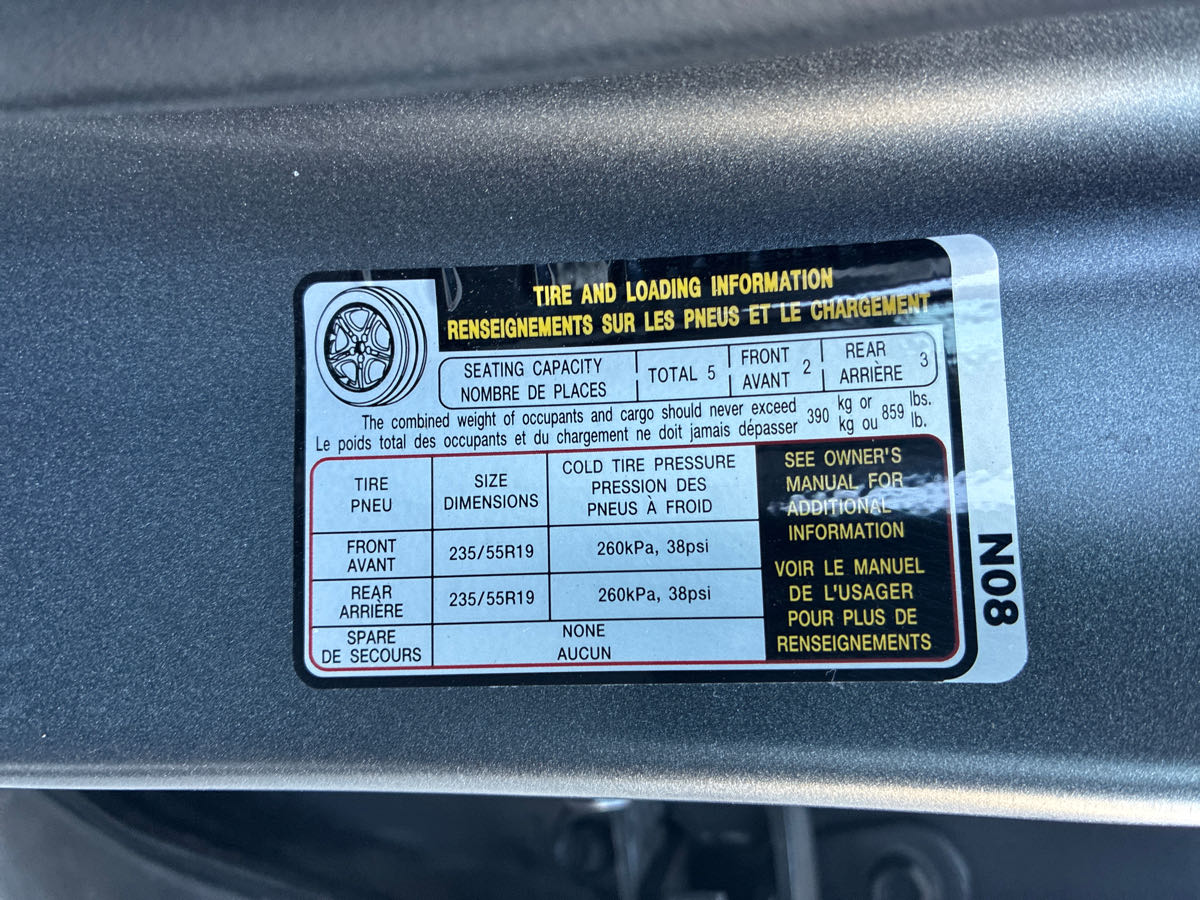 TIRE AND LOADING INFORMATION
RENSEIGNEMENTS SUR LES PNEUS ET LE CHARGEMENT
SEATING CAPACITY
NOMBRE DE PLACES
TOTAL 5
FRONT
AVANT
2
REAR
ARRIÈRE
3
The combined weight of occupants and cargo should never exceed
Le poids total des occupants et du chargement ne doit jamais dépasser
390
kg or
kg ou
859
lbs.
lb.
TIRE
PNEU
SIZE
DIMENSIONS
COLD TIRE PRESSURE
PRESSION DES
PNEUS À FROID
FRONT
AVANT
235/55R19
260kPa, 38psi
REAR
ARRIÈRE
235/55R19
260kPa, 38psi
SPARE
DE SECOURS
NONE
AUCUN
SEE OWNER'S
MANUAL FOR
ADDITIONAL
INFORMATION
VOIR LE MANUEL
DE L'USAGER
POUR PLUS DE
RENSEIGNEMENTS
N08